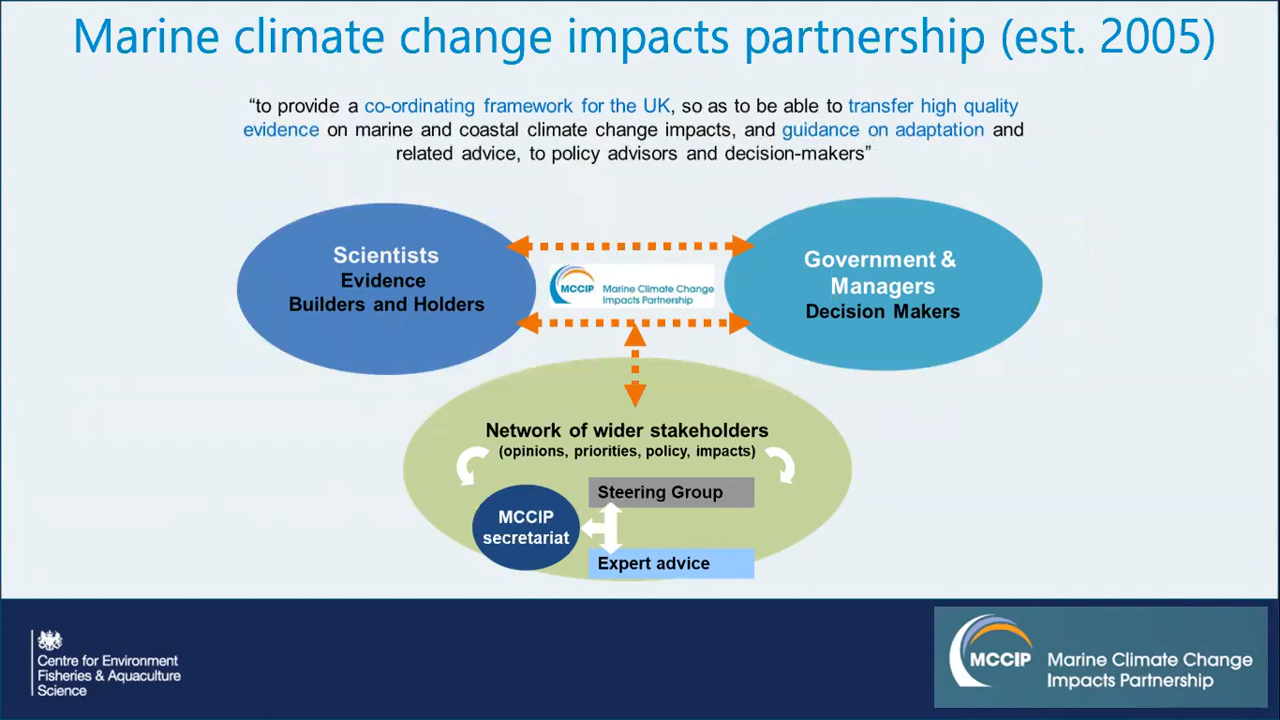 Marine climate change impacts partnership (est. 2005)
“to provide a co-ordinating framework for the UK, so as to be able to transfer high quality
evidence on marine and coastal climate change impacts, and guidance on adaptation and
related advice, to policy advisors and decision-makers”
Scientists
Evidence
Builders and Holders
MCCIP
Marine Climate Change
Impacts Partnership
Government &
Managers
Decision Makers
Network of wider stakeholders
(opinions, priorities, policy, impacts)
Steering Group
MCCIP
secretariat
Expert advice
Centre for Environment
Fisheries & Aquaculture
Science
MCCIP
Marine Climate Change
Impacts Partnership